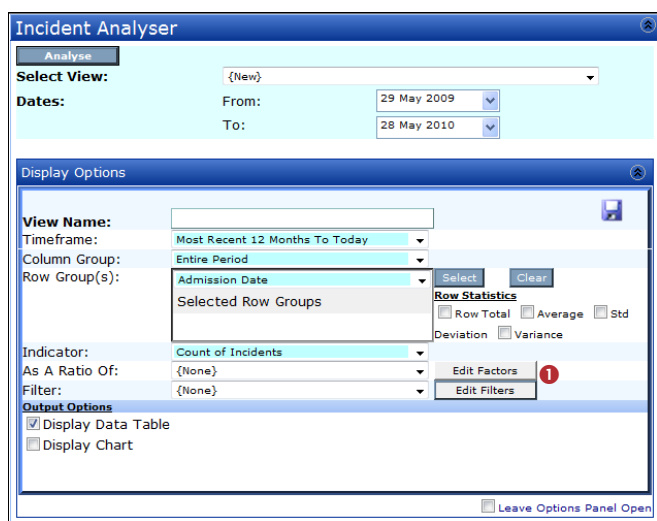 Incident Analyser
Analyse
Select View: {New}
Dates: From: 29 May 2009
To: 28 May 2010
Display Options
View Name:
Timeframe: Most Recent 12 Months To Today
Column Group: Entire Period
Row Group(s): Admission Date Select Clear
Selected Row Groups Row Statistics
Row Total Average Std
Deviation Variance
Indicator: Count of Incidents
As A Ratio Of: {None} Edit Factors 1
Filter: {None} Edit Filters
Output Options
Display Data Table
Display Chart
Leave Options Panel Open